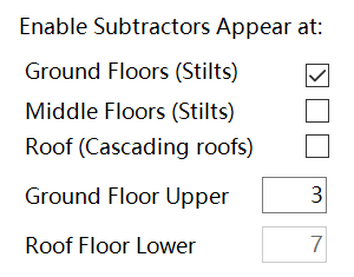 Enable Subtractors Appear at:
Ground Floors (Stilts)
Middle Floors (Stilts)
Roof (Cascading roofs)
Ground Floor Upper 3
Roof Floor Lower 7